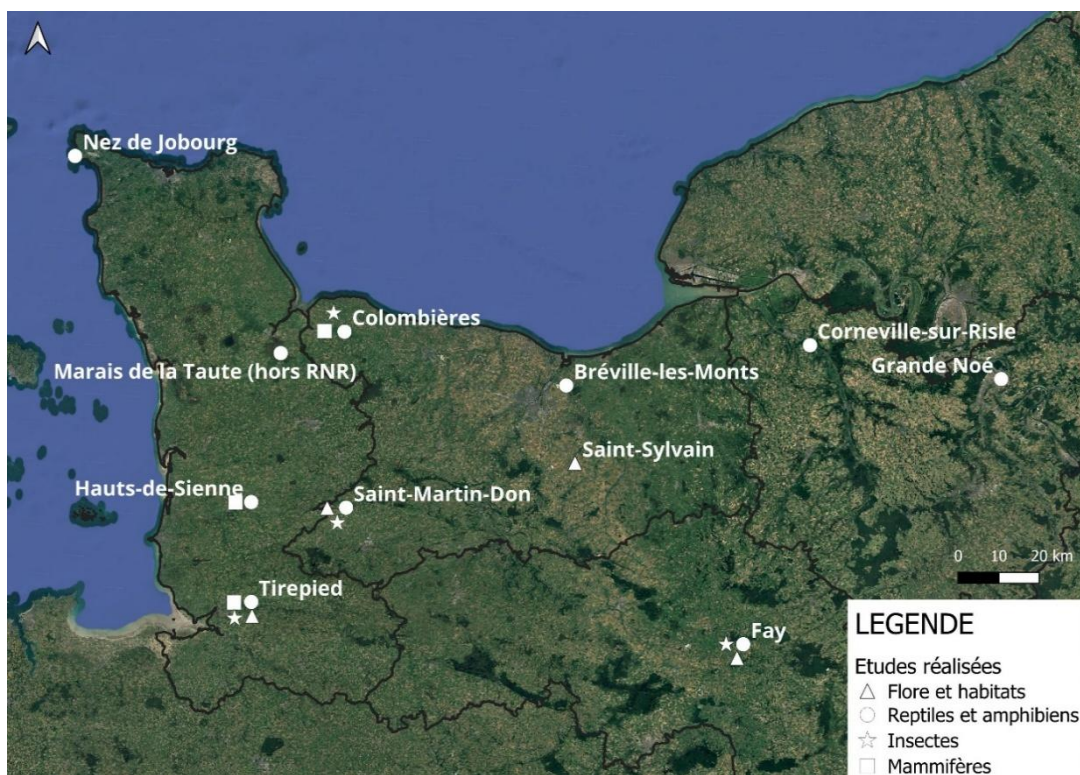 Nez de Jobourg
Colombières
Marais de la Taute (hors RNR)
Corneville-sur-Risle
Grande Noé
Bréville-les-Monts
Saint-Sylvain
Hauts-de-Sienne
Saint-Martin-Don
Tirepied
Fay
0 10 20 km
LEGENDE
Etudes réalisées
Flore et habitats
Reptiles et amphibiens
Insectes
Mammifères